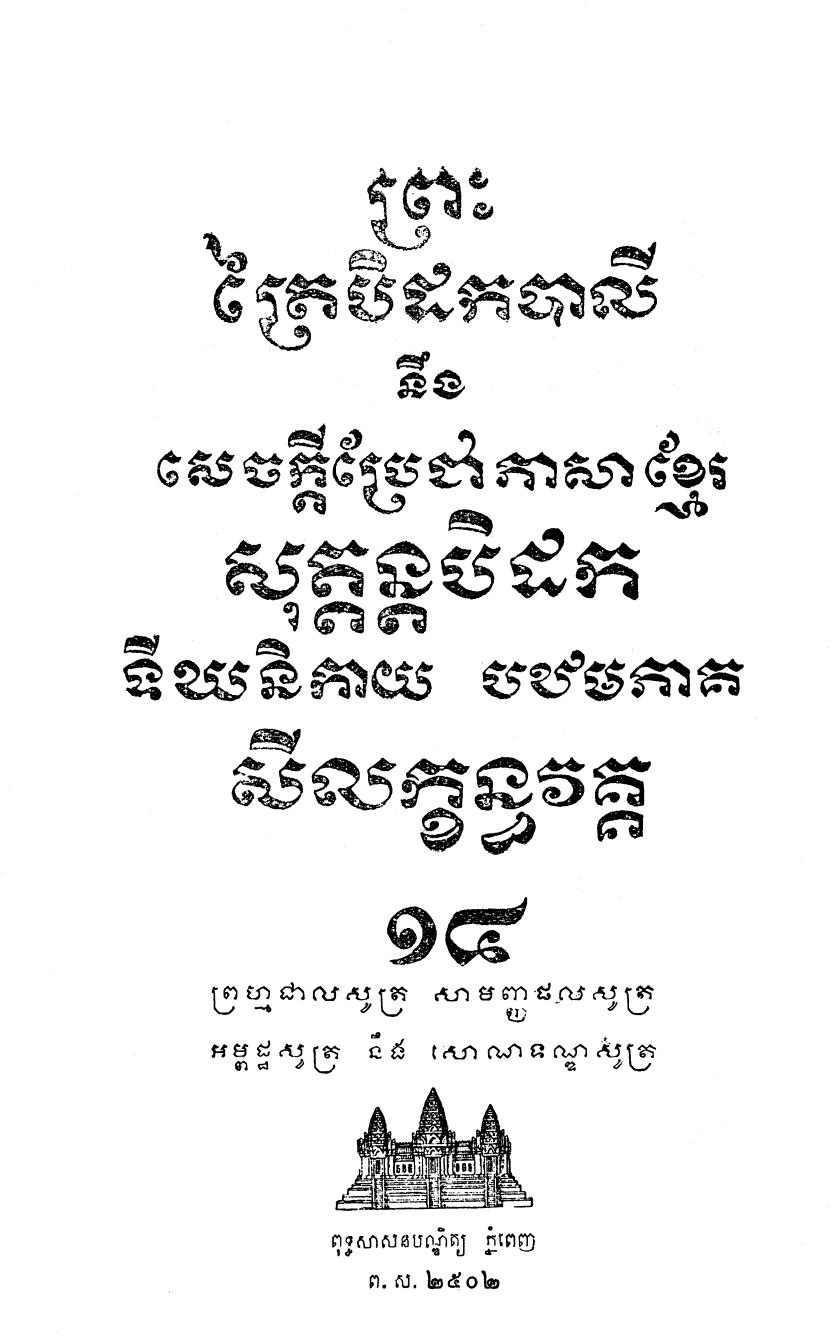 ព្រះ
ត្រៃបិដកបាលី
នឹង
សេចក្ដីប្រែជាភាសាខ្មែរ
សុត្តន្តបិដក
ទីឃនិកាយ បឋមភាគ
សីលក្ខន្ធវគ្គ
១៤
ព្រហ្មជាលសូត្រ សាមញ្ញផលសូត្រ
អម្ពដ្ឋសូត្រ នឹង សោណទណ្ឌសូត្រ
ពុទ្ធសាសនបណ្ឌិត្យ ភ្នំពេញ
ព. ស. ២៥០២